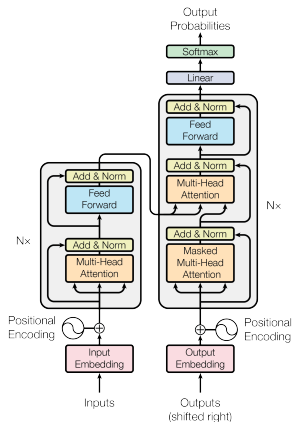 Output
Probabilities
Softmax
Linear
Add & Norm
Feed
Forward
Add & Norm
Multi-Head
Attention
Add & Norm
Masked
Multi-Head
Attention
N×
Positional
Encoding
Output
Embedding
Outputs
(shifted right)
Add & Norm
Feed
Forward
N×
Add & Norm
Multi-Head
Attention
Positional
Encoding
Input
Embedding
Inputs